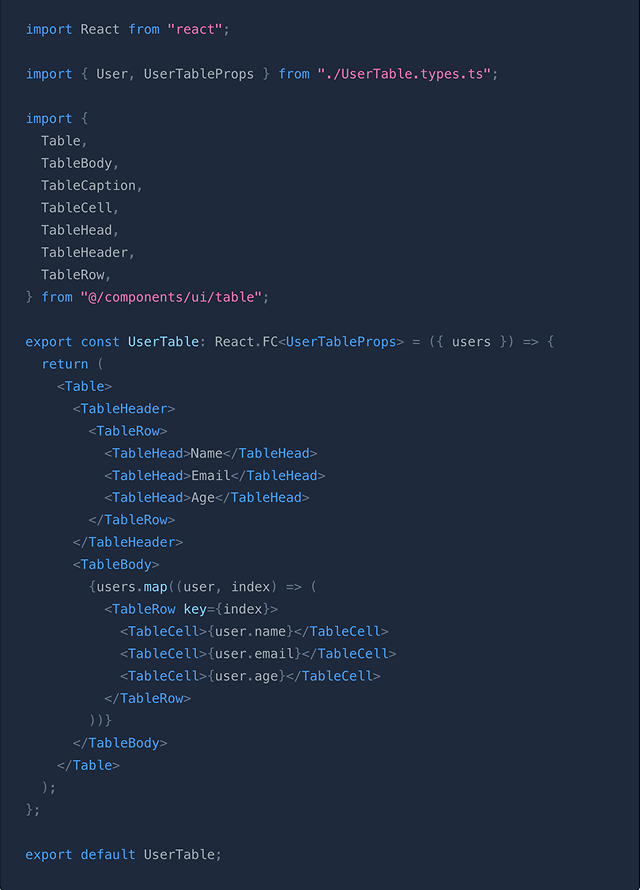 import React from "react";

import { User, UserTableProps } from "./UserTable.types.ts";

import {
  Table,
  TableBody,
  TableCaption,
  TableCell,
  TableHead,
  TableHeader,
  TableRow,
} from "@/components/ui/table";

export const UserTable: React.FC<UserTableProps> = ({ users }) => {
  return (
    <Table>
      <TableHeader>
        <TableRow>
          <TableHead>Name</TableHead>
          <TableHead>Email</TableHead>
          <TableHead>Age</TableHead>
        </TableRow>
      </TableHeader>
      <TableBody>
        {users.map((user, index) => (
          <TableRow key={index}>
            <TableCell>{user.name}</TableCell>
            <TableCell>{user.email}</TableCell>
            <TableCell>{user.age}</TableCell>
          </TableRow>
        ))}
      </TableBody>
    </Table>
  );
};

export default UserTable;